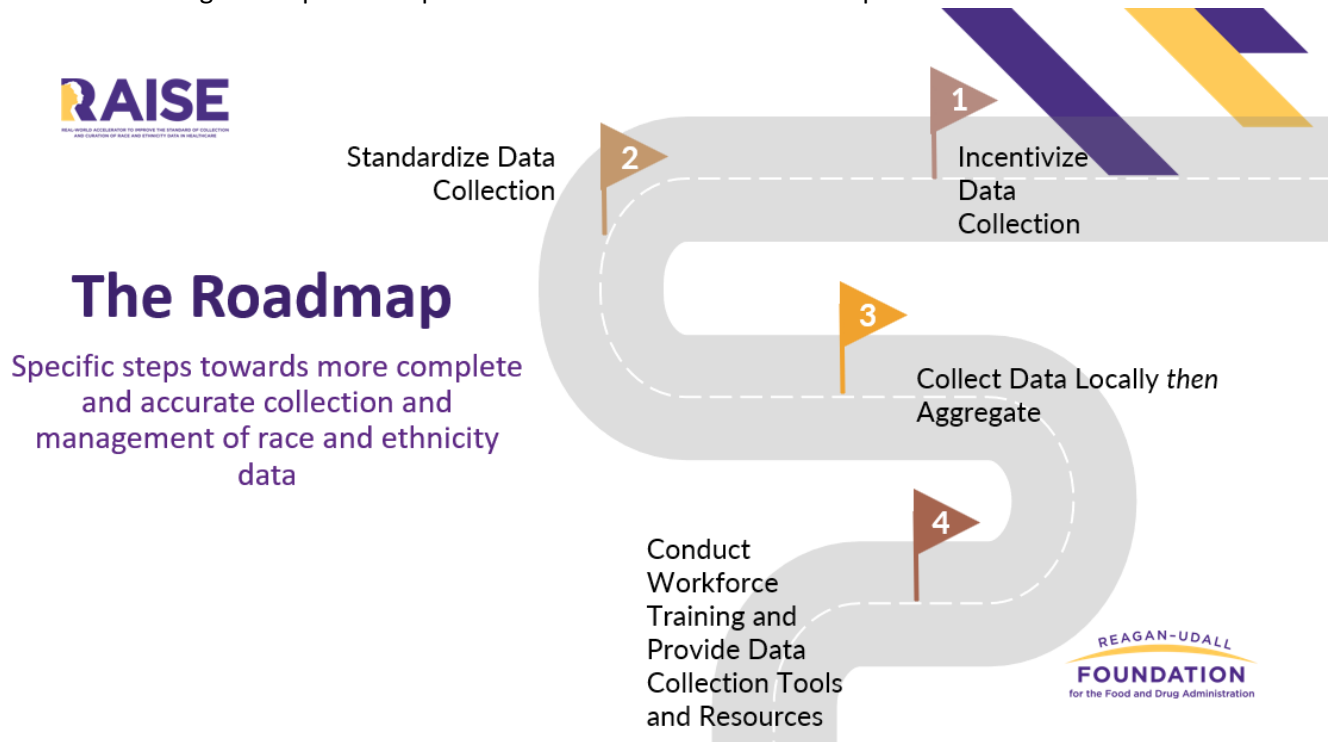 RAISE
REAL-WORLD ACCELERATOR TO IMPROVE THE STANDARD OF COLLECTION
AND CURATION OF RACE AND ETHNICITY DATA IN HEALTHCARE
The Roadmap
Specific steps towards more complete
and accurate collection and
management of race and ethnicity
data
1
Incentivize
Data
Collection
2
Standardize Data
Collection
3
Collect Data Locally then
Aggregate
4
Conduct
Workforce
Training and
Provide Data
Collection Tools
and Resources
REAGAN-UDALL
FOUNDATION
for the Food and Drug Administration